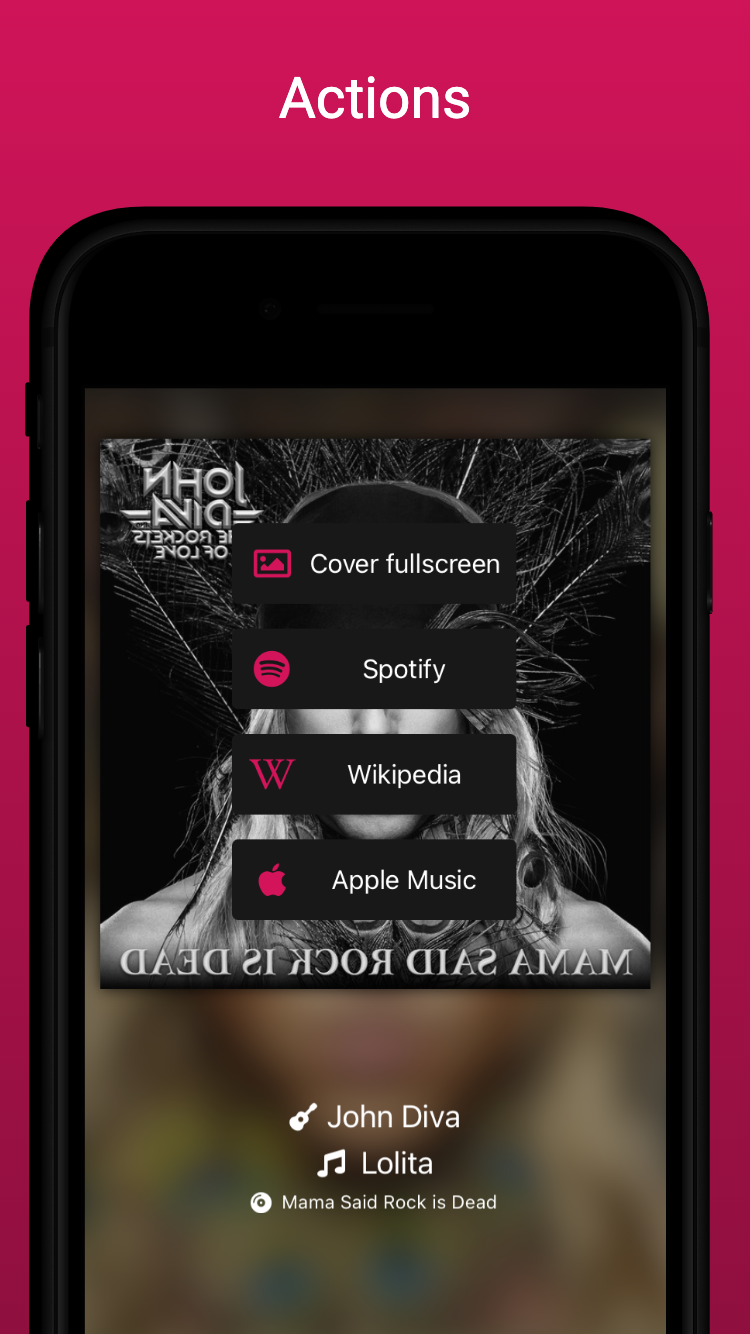 Actions
JOHN
DIVA
THE ROCKETS
OF LOVE
Cover fullscreen
Spotify
Wikipedia
Apple Music
MAMA SAID ROCK IS DEAD
John Diva
Lolita
Mama Said Rock is Dead